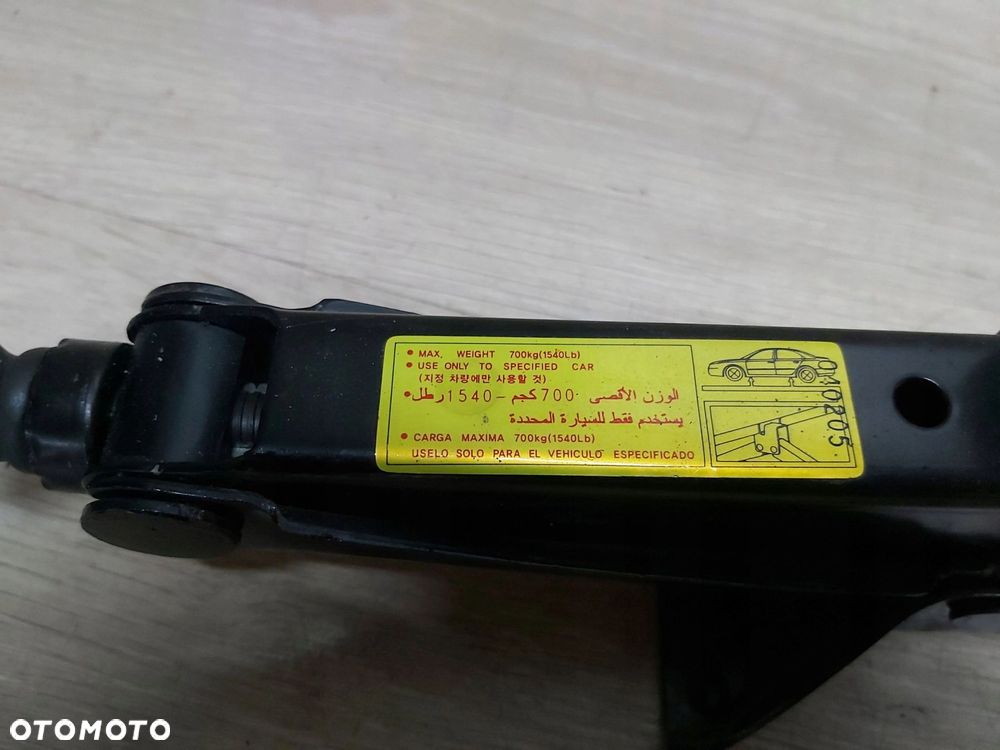 • MAX, WEIGHT 700kg(1540Lb)
• USE ONLY TO SPECIFIED CAR
(지정 차량에만 사용할 것)
•الوزن الأقصى ٠700 كجم –1540 رطل
يستخدم فقط للسيارة المحددة
• CARGA MAXIMA 700kg(1540Lb)
USELO SOLO PARA EL VEHICULO ESPECIFICADO
40205
OTOMOTO